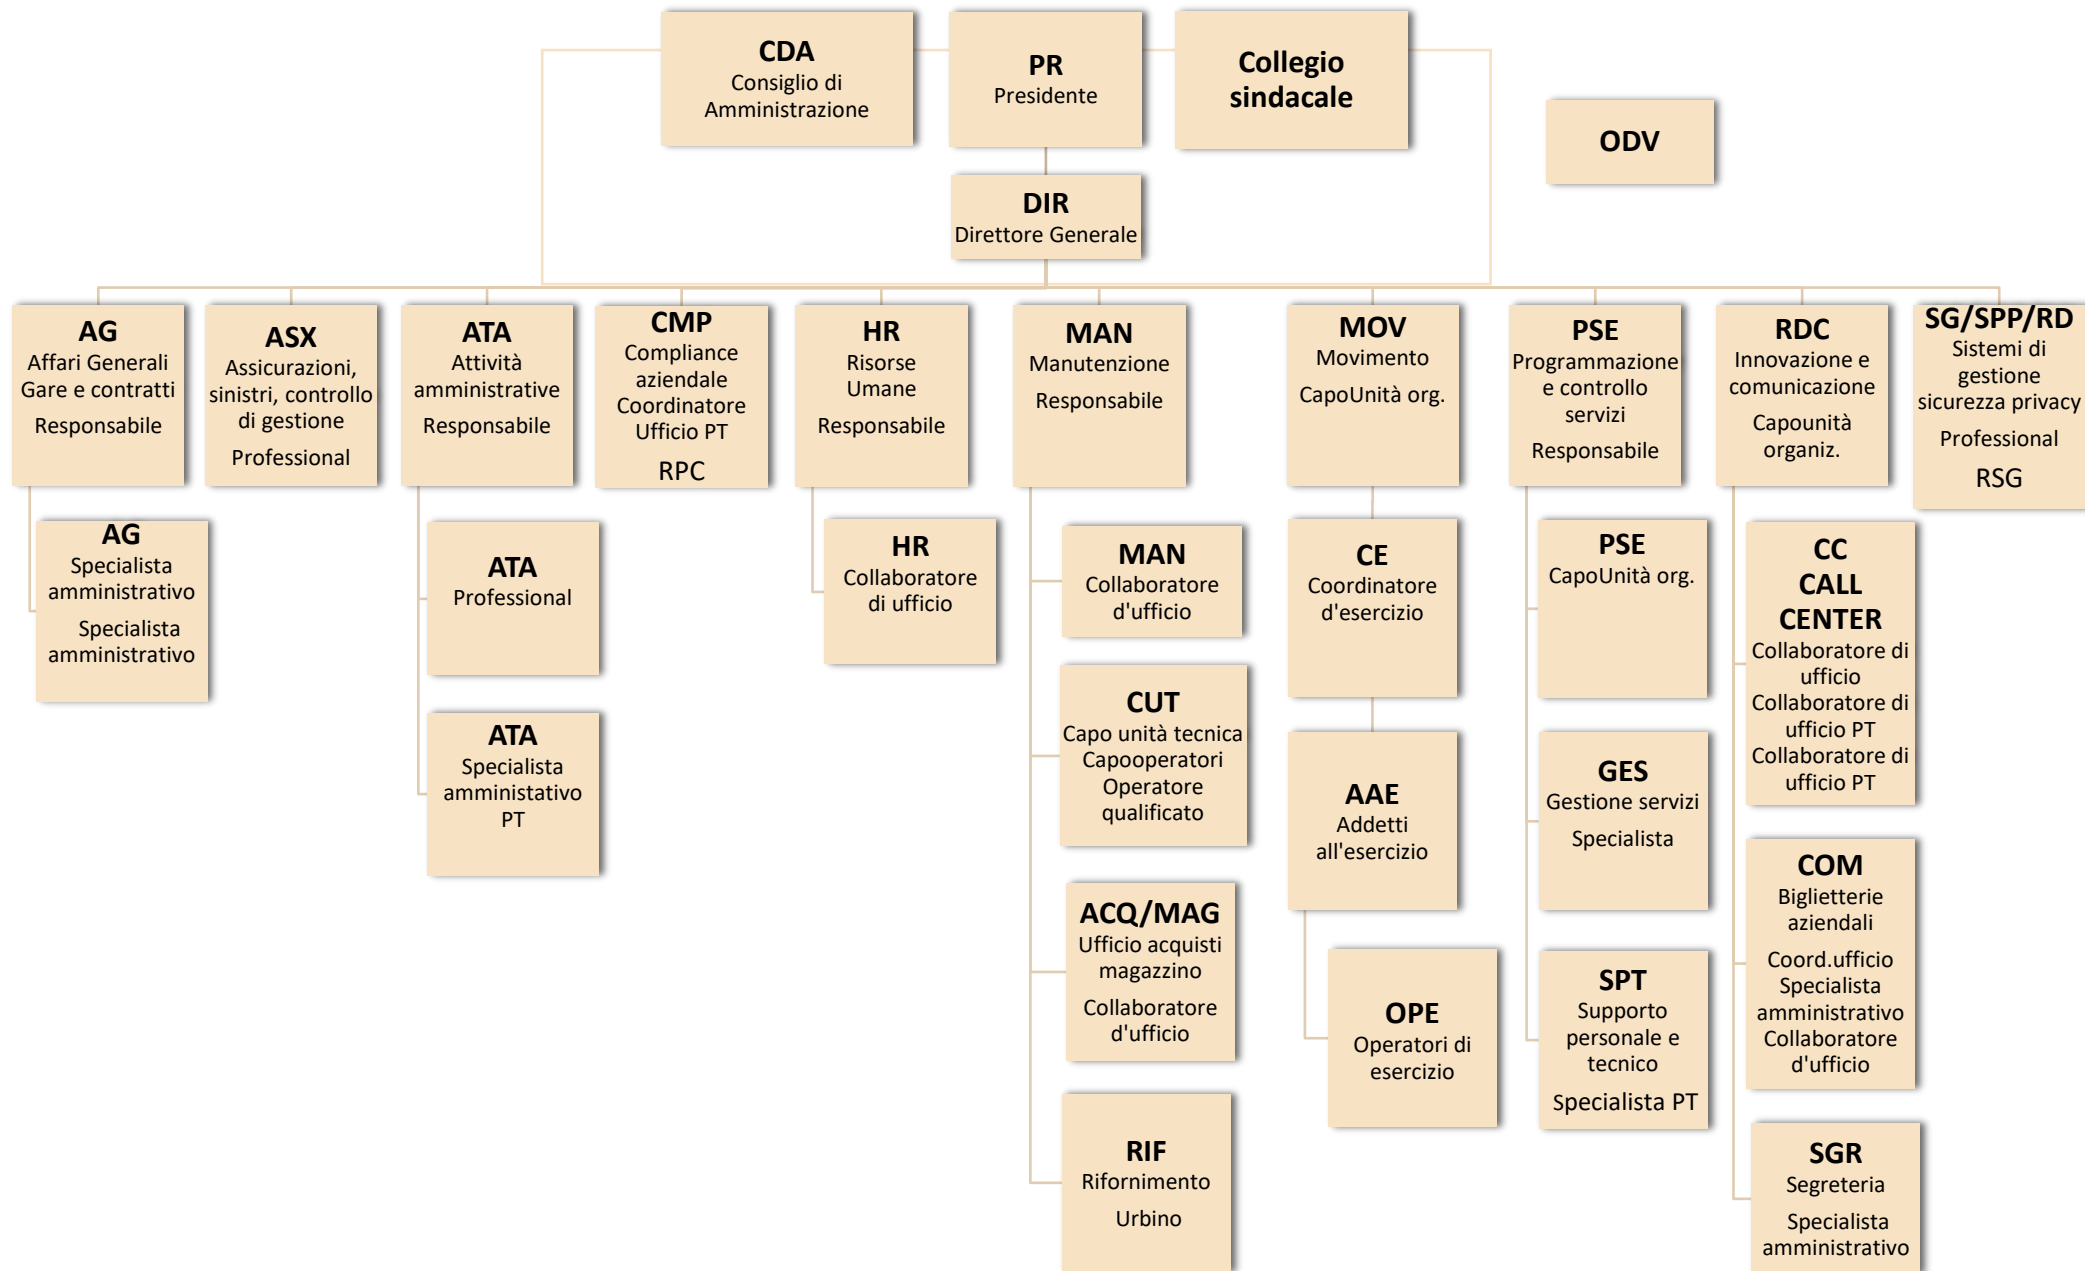 CDA
Consiglio di
Amministrazione
PR
Presidente
Collegio
sindacale
ODV
DIR
Direttore Generale
AG
Affari Generali
Gare e contratti
Responsabile
ASX
Assicurazioni,
sinistri, controllo
di gestione
Professional
ATA
Attività
amministrative
Responsabile
CMP
Compliance
aziendale
Coordinatore
Ufficio PT
RPC
HR
Risorse
Umane
Responsabile
MAN
Manutenzione
Responsabile
MOV
Movimento
CapoUnità org.
PSE
Programmazione
e controllo
servizi
Responsabile
RDC
Innovazione e
comunicazione
Capounità
organiz.
SG/SPP/RD
Sistemi di
gestione
sicurezza privacy
Professional
RSG
AG
Specialista
amministrativo
Specialista
amministrativo
ATA
Professional
ATA
Specialista
amministativo
PT
HR
Collaboratore
di ufficio
MAN
Collaboratore
d'ufficio
CUT
Capo unità tecnica
Capooperatori
Operatore
qualificato
ACQ/MAG
Ufficio acquisti
magazzino
Collaboratore
d'ufficio
RIF
Rifornimento
Urbino
CE
Coordinatore
d'esercizio
AAE
Addetti
all'esercizio
OPE
Operatori di
esercizio
PSE
CapoUnità org.
GES
Gestione servizi
Specialista
SPT
Supporto
personale e
tecnico
Specialista PT
CC
CALL
CENTER
Collaboratore di
ufficio
Collaboratore di
ufficio PT
Collaboratore di
ufficio PT
COM
Biglietterie
aziendali
Coord.ufficio
Specialista
amministrativo
Collaboratore
d'ufficio
SGR
Segreteria
Specialista
amministrativo